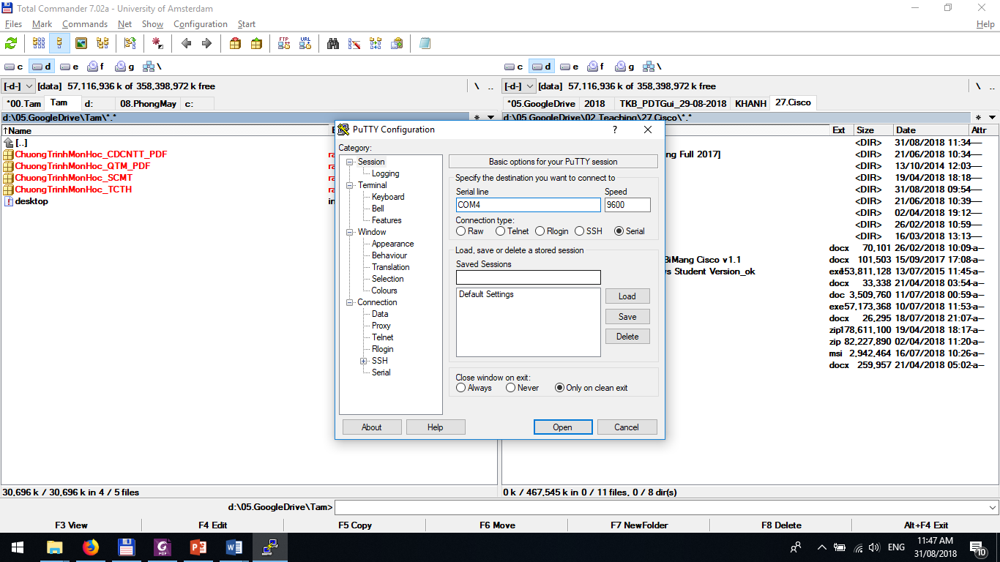 Total Commander 7.02a - University of Amsterdam
Files Mark Commands Net Show Configuration Start Help
FTP URL
c d e f g \
c d e f g \
[-d-] [data] 57,116,936 k of 358,398,972 k free \ ..
[-d-] [data] 57,116,936 k of 358,398,972 k free \ ..
*00.Tam Tam d: 08.PhongMay c:
*05.GoogleDrive 2018 TKB_PDTGui_29-08-2018 KHANH 27.Cisco
d:\05.GoogleDrive\Tam\*.* *
d:\05.GoogleDrive\02.Teaching\27.Cisco\*.* *
↑Name
[..]
ChuongTrinhMonHoc_CDCNTT_PDF
ChuongTrinhMonHoc_QTM_PDF
ChuongTrinhMonHoc_SCMT
ChuongTrinhMonHoc_TCTH
desktop
PuTTY Configuration ?
Category:
Session
Logging
Terminal
Keyboard
Bell
Features
Window
Appearance
Behaviour
Translation
Selection
Colours
Connection
Data
Proxy
Telnet
Rlogin
SSH
Serial
Basic options for your PuTTY session
Specify the destination you want to connect to
Serial line Speed
COM4 9600
Connection type:
Raw Telnet Rlogin SSH Serial
Load, save or delete a stored session
Saved Sessions
Default Settings
Load
Save
Delete
Close window on exit:
Always Never Only on clean exit
About Help Open Cancel
Ext Size Date Attr
<DIR> 31/08/2018 11:34----
ng Full 2017] <DIR> 21/06/2018 10:34----
<DIR> 13/10/2014 12:03----
<DIR> 19/04/2018 18:18----
<DIR> 31/08/2018 09:54----
<DIR> 21/06/2018 10:39----
<DIR> 02/04/2018 19:12----
<DIR> 26/02/2018 10:59----
<DIR> 16/03/2018 13:13----
docx 70,101 26/02/2018 10:09-a--
BiMang Cisco v1.1 docx 101,503 15/09/2017 17:08-a--
s Student Version_ok exe 153,811,128 13/07/2015 11:45-a--
docx 33,338 21/04/2018 03:54-a--
doc 3,509,760 11/07/2018 00:59-a--
exe 57,173,368 10/07/2018 11:53-a--
docx 26,295 18/07/2018 21:07-a--
zip 178,611,100 19/04/2018 18:17-a--
zip 82,227,890 02/04/2018 11:20-a--
msi 2,942,464 16/07/2018 10:26-a--
docx 259,957 21/04/2018 05:02-a--
30,696 k / 30,696 k in 4 / 5 files
0 k / 467,545 k in 0 / 11 files, 0 / 8 dir(s)
d:\05.GoogleDrive\Tam>
F3 View F4 Edit F5 Copy F6 Move F7 NewFolder F8 Delete Alt+F4 Exit
PDF
ENG
11:47 AM
31/08/2018
10